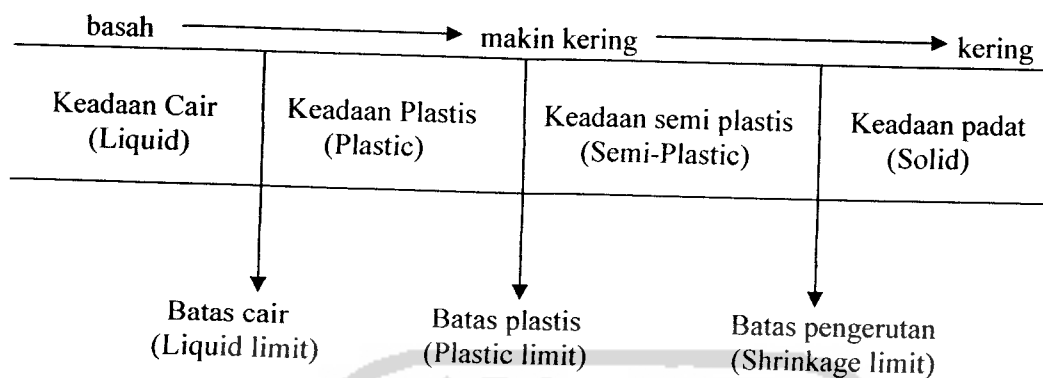 basah makin kering kering
Keadaan Cair
(Liquid)
Keadaan Plastis
(Plastic)
Keadaan semi plastis
(Semi-Plastic)
Keadaan padat
(Solid)
Batas cair
(Liquid limit)
Batas plastis
(Plastic limit)
Batas pengerutan
(Shrinkage limit)